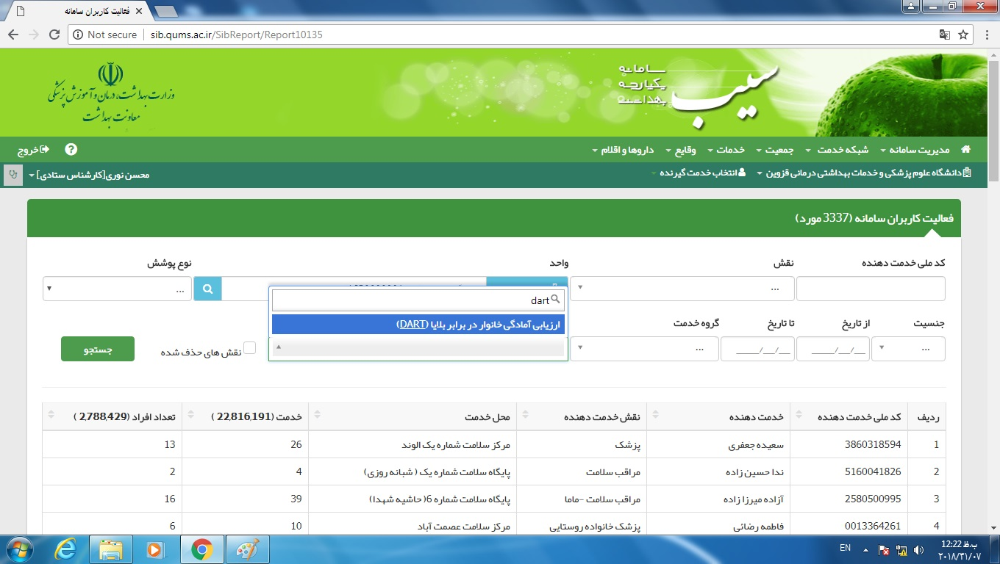 فعالیت کاربران سامانه
Not secure
sib.qums.ac.ir/SibReport/Report10135
وزارت بهداشت، درمان و آموزش پزشکی
معاونت بهداشت
سیب
سامانه
یکپارچه
بهداشت
مدیریت سامانه شبکه خدمت جمعیت خدمات وقایع داروها و اقلام ? خروج
دانشگاه علوم پزشکی و خدمات بهداشتی درمانی قزوین انتخاب خدمت گیرنده محسن نوری[کارشناس ستادی]
فعالیت کاربران سامانه (3337 مورد)
کد ملی خدمت دهنده نقش واحد نوع پوشش
... ...
dart
ارزیابی آمادگی خانوار در برابر بلایا (DART)
جنسیت از تاریخ تا تاریخ گروه خدمت
... __/__/____ __/__/____ ... نقش های حذف شده جستجو
ردیف کد ملی خدمت دهنده خدمت دهنده نقش خدمت دهنده محل خدمت خدمت (22,816,191 ) تعداد افراد (2,788,429 )
1 3860318594 سعیده جعفری پزشک مرکز سلامت شماره یک الوند 26 13
2 5160041826 ندا حسین زاده مراقب سلامت پایگاه سلامت شماره یک ( شبانه روزی) 4 2
3 2580500995 آزاده میرزا زاده مراقب سلامت -ماما پایگاه سلامت شماره 6( حاشیه شهدا) 39 16
4 0013364261 فاطمه رضائی پزشک خانواده روستایی مرکز سلامت عصمت آباد 10 6
EN
12:22 ب.ظ
۲۰۱۸/۳۱/۰۷